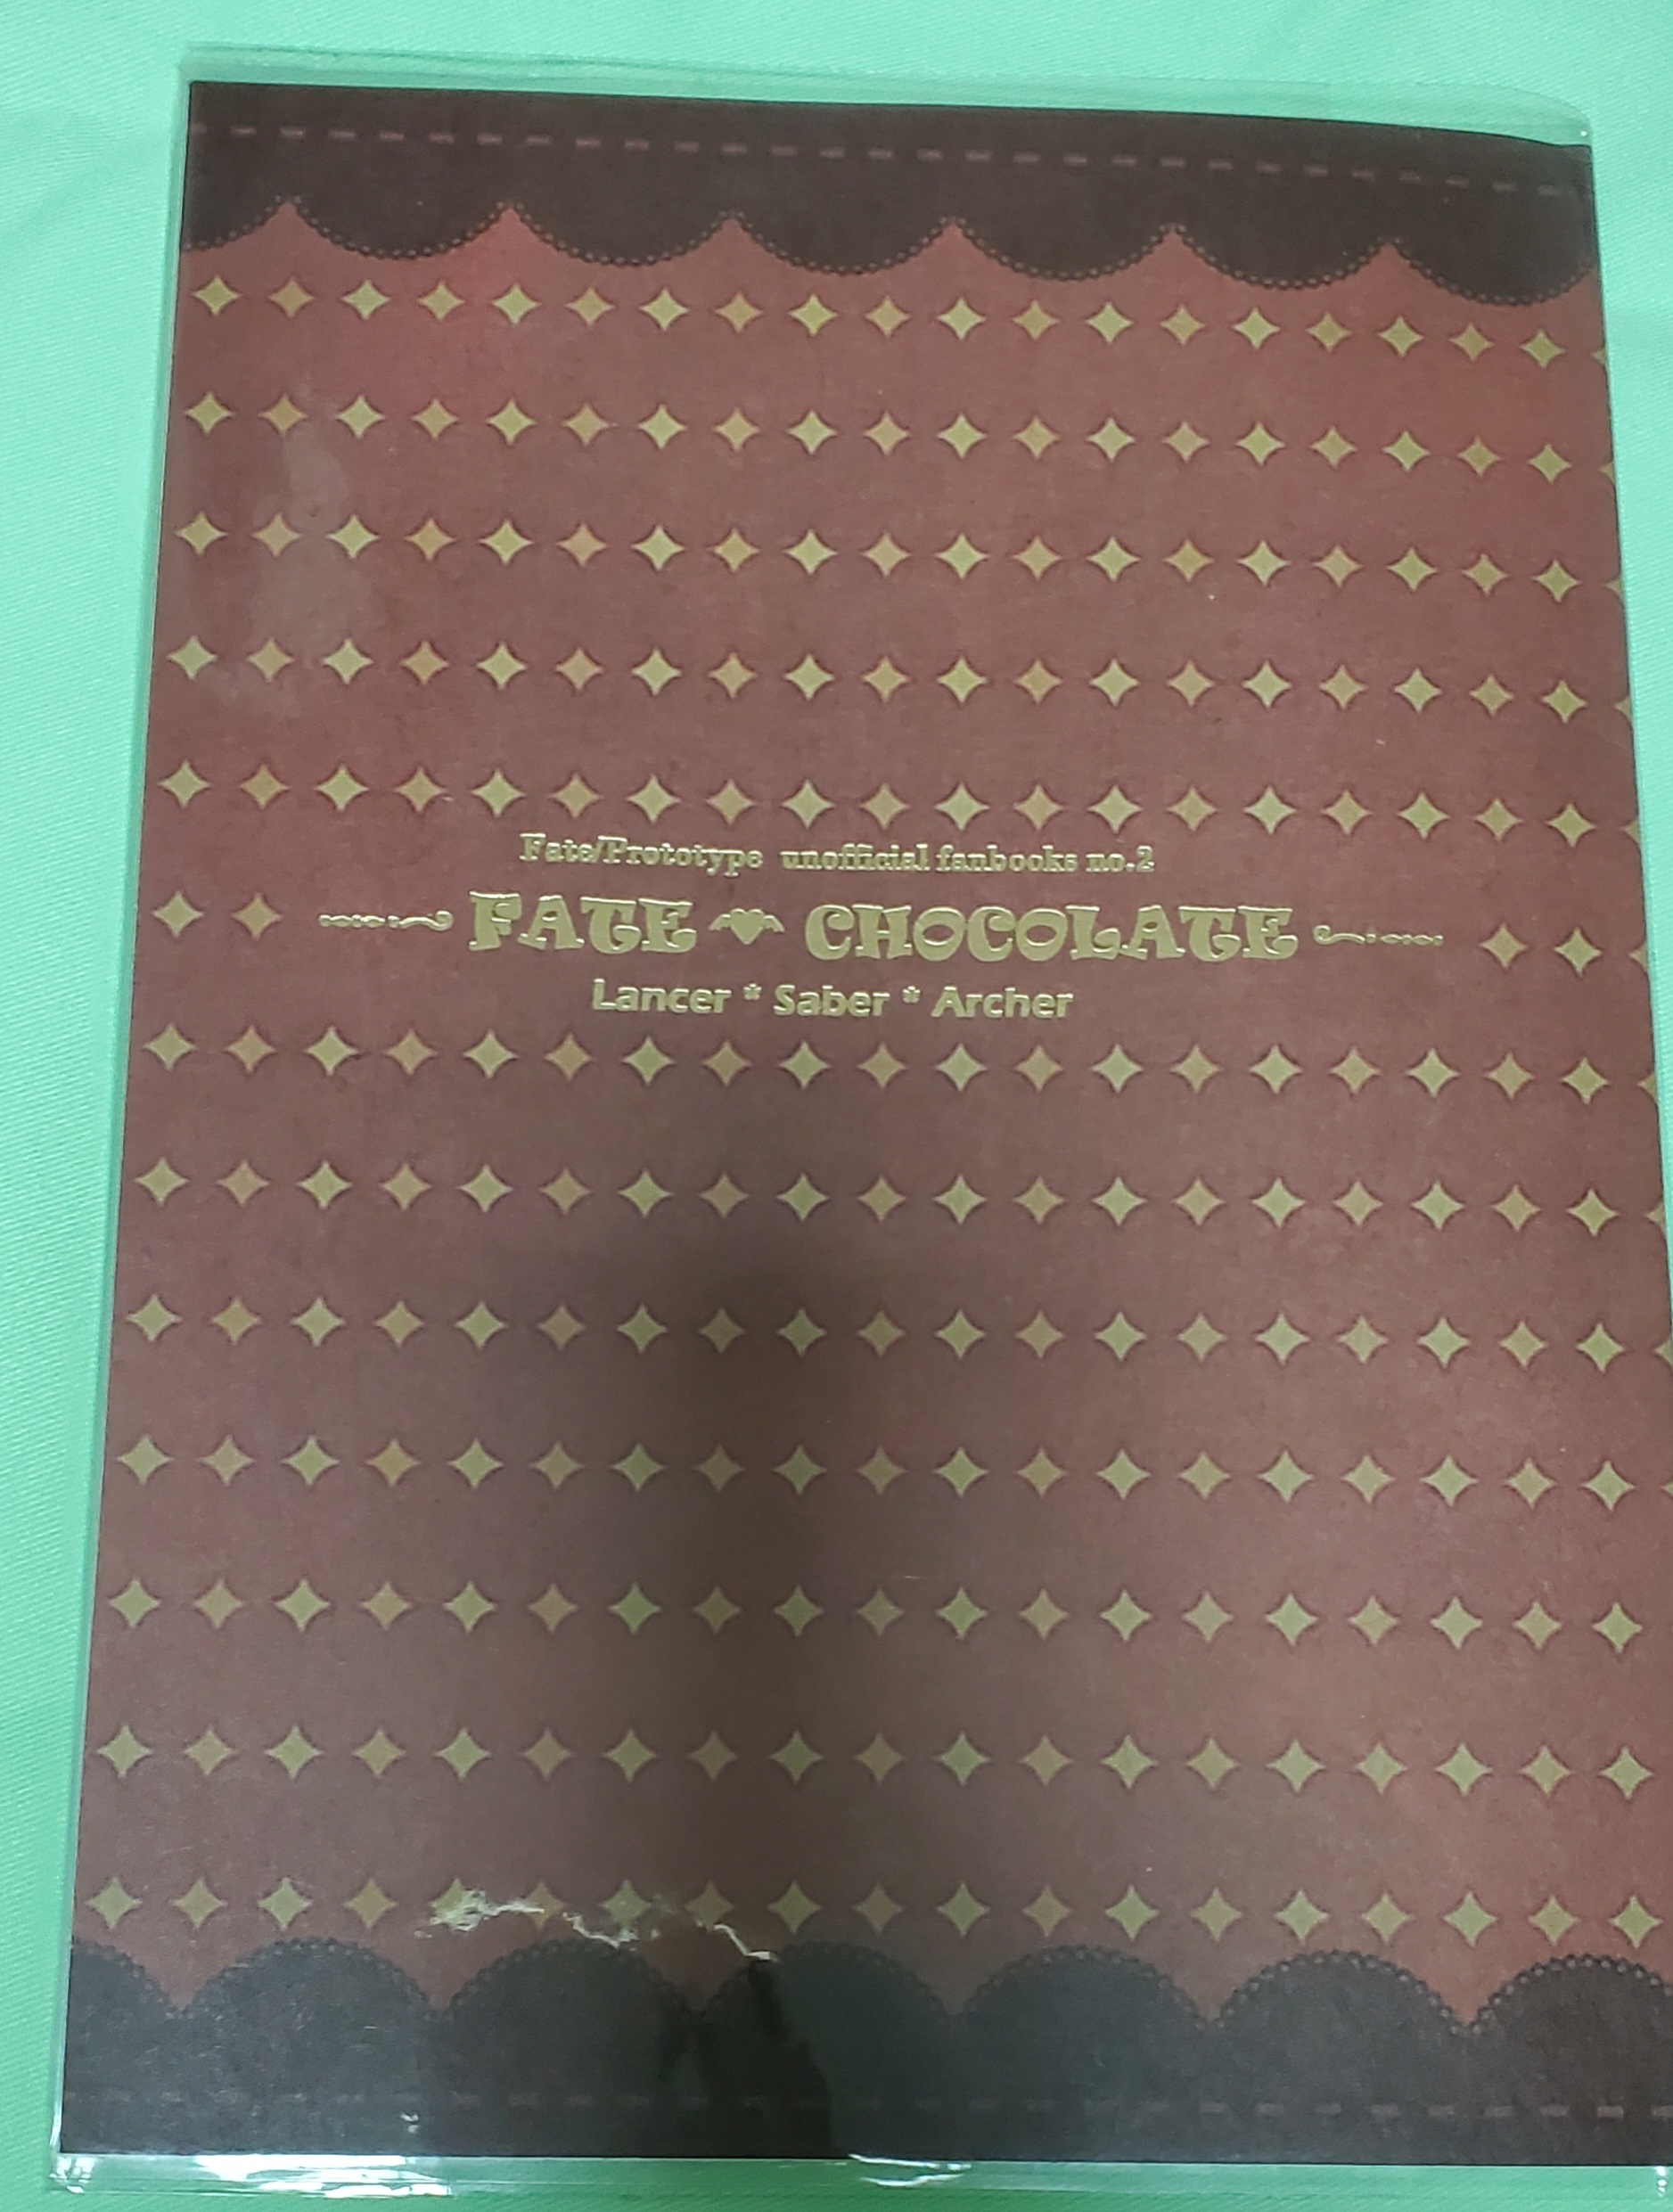 Fate/Prototype unofficial fanbooks no.2
FATE CHOCOLATE
Lancer * Saber * Archer